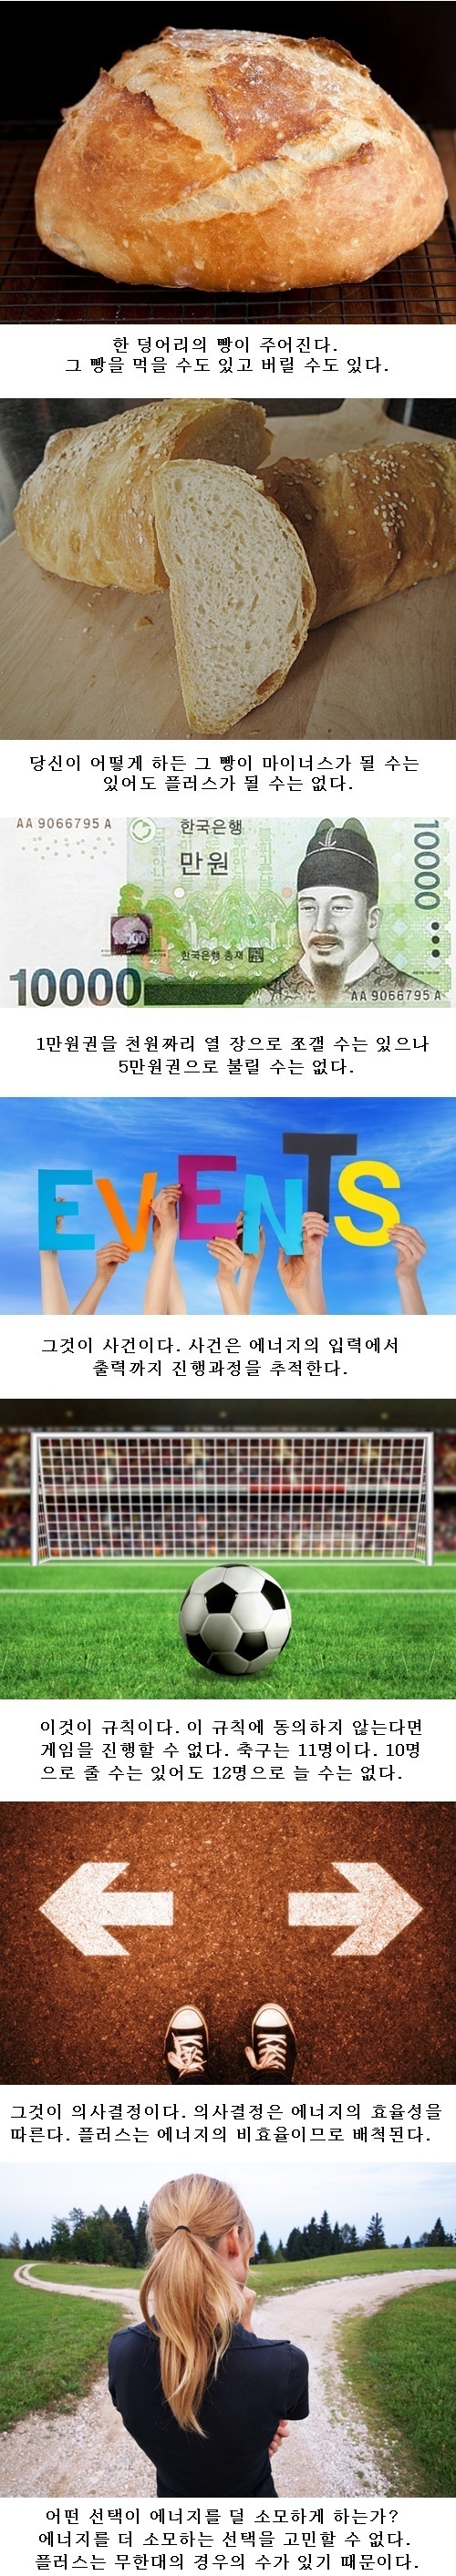 한 덩어리의 빵이 주어진다.
그 빵을 먹을 수도 있고 버릴 수도 있다.
당신이 어떻게 하든 그 빵이 마이너스가 될 수는
있어도 플러스가 될 수는 없다.
AA 9066795 A
한국은행
만원
10000
10000
한국은행 총재
10000
AA 9066795 A
1만원권을 천원짜리 열 장으로 쪼갤 수는 있으나
5만원권으로 불릴 수는 없다.
EVENTS
그것이 사건이다. 사건은 에너지의 입력에서
출력까지 진행과정을 추적한다.
이것이 규칙이다. 이 규칙에 동의하지 않는다면
게임을 진행할 수 없다. 축구는 11명이다. 10명
으로 줄 수는 있어도 12명으로 늘 수는 없다.
그것이 의사결정이다. 의사결정은 에너지의 효율성을
따른다. 플러스는 에너지의 비효율이므로 배척된다.
어떤 선택이 에너지를 덜 소모하게 하는가?
에너지를 더 소모하는 선택을 고민할 수 없다.
플러스는 무한대의 경우의 수가 있기 때문이다.